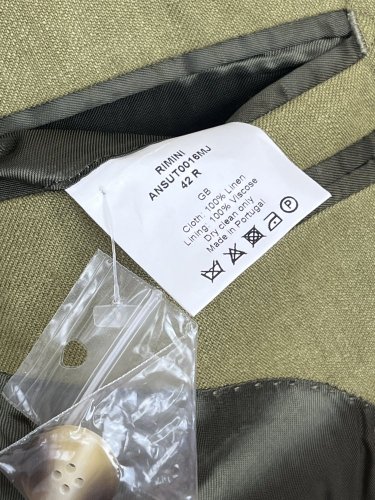 RIMINI
ANSUT0016MJ
42 R
GB
Cloth: 100% Linen
Lining: 100% Viscose
Dry clean only
Made in Portugal
P